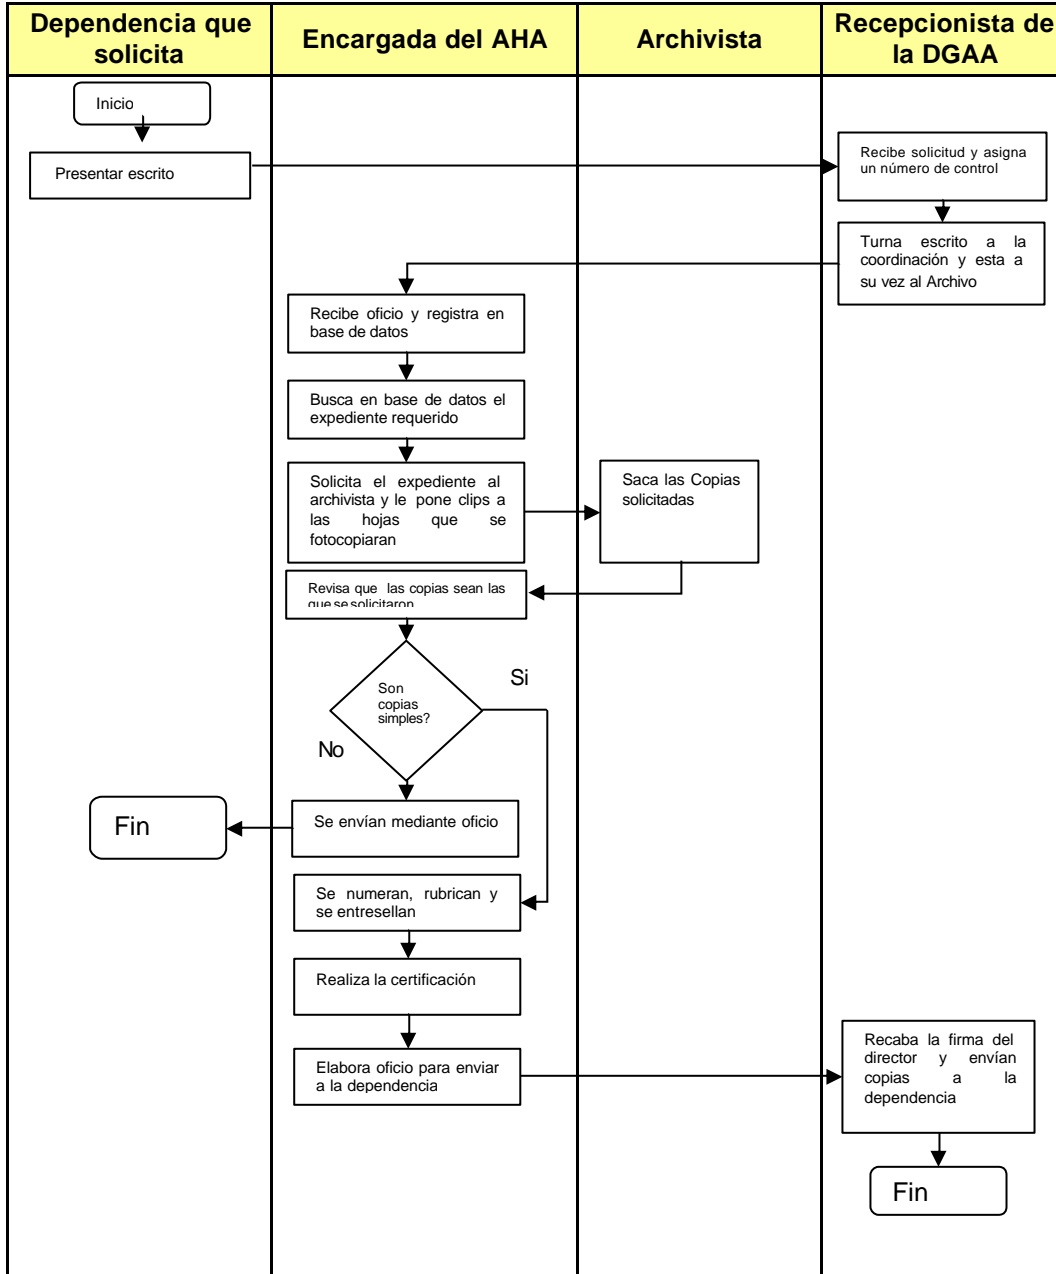 Dependencia que
solicita
Encargada del AHA
Archivista
Recepcionista de
la DGAA
Inicio
Presentar escrito
Recibe solicitud y asigna
un número de control
Turna escrito a la
coordinación y esta a
su vez al Archivo
Recibe oficio y registra en
base de datos
Busca en base de datos el
expediente requerido
Solicita el expediente al
archivista y le pone clips a
las hojas que se
fotocopiaran
Saca las Copias
solicitadas
Revisa que las copias sean las
que se solicitaron
Son
copias
simples?
Si
No
Se envían mediante oficio
Fin
Se numeran, rubrican y
se entresellan
Realiza la certificación
Elabora oficio para enviar
a la dependencia
Recaba la firma del
director y envían
copias a la
dependencia
Fin